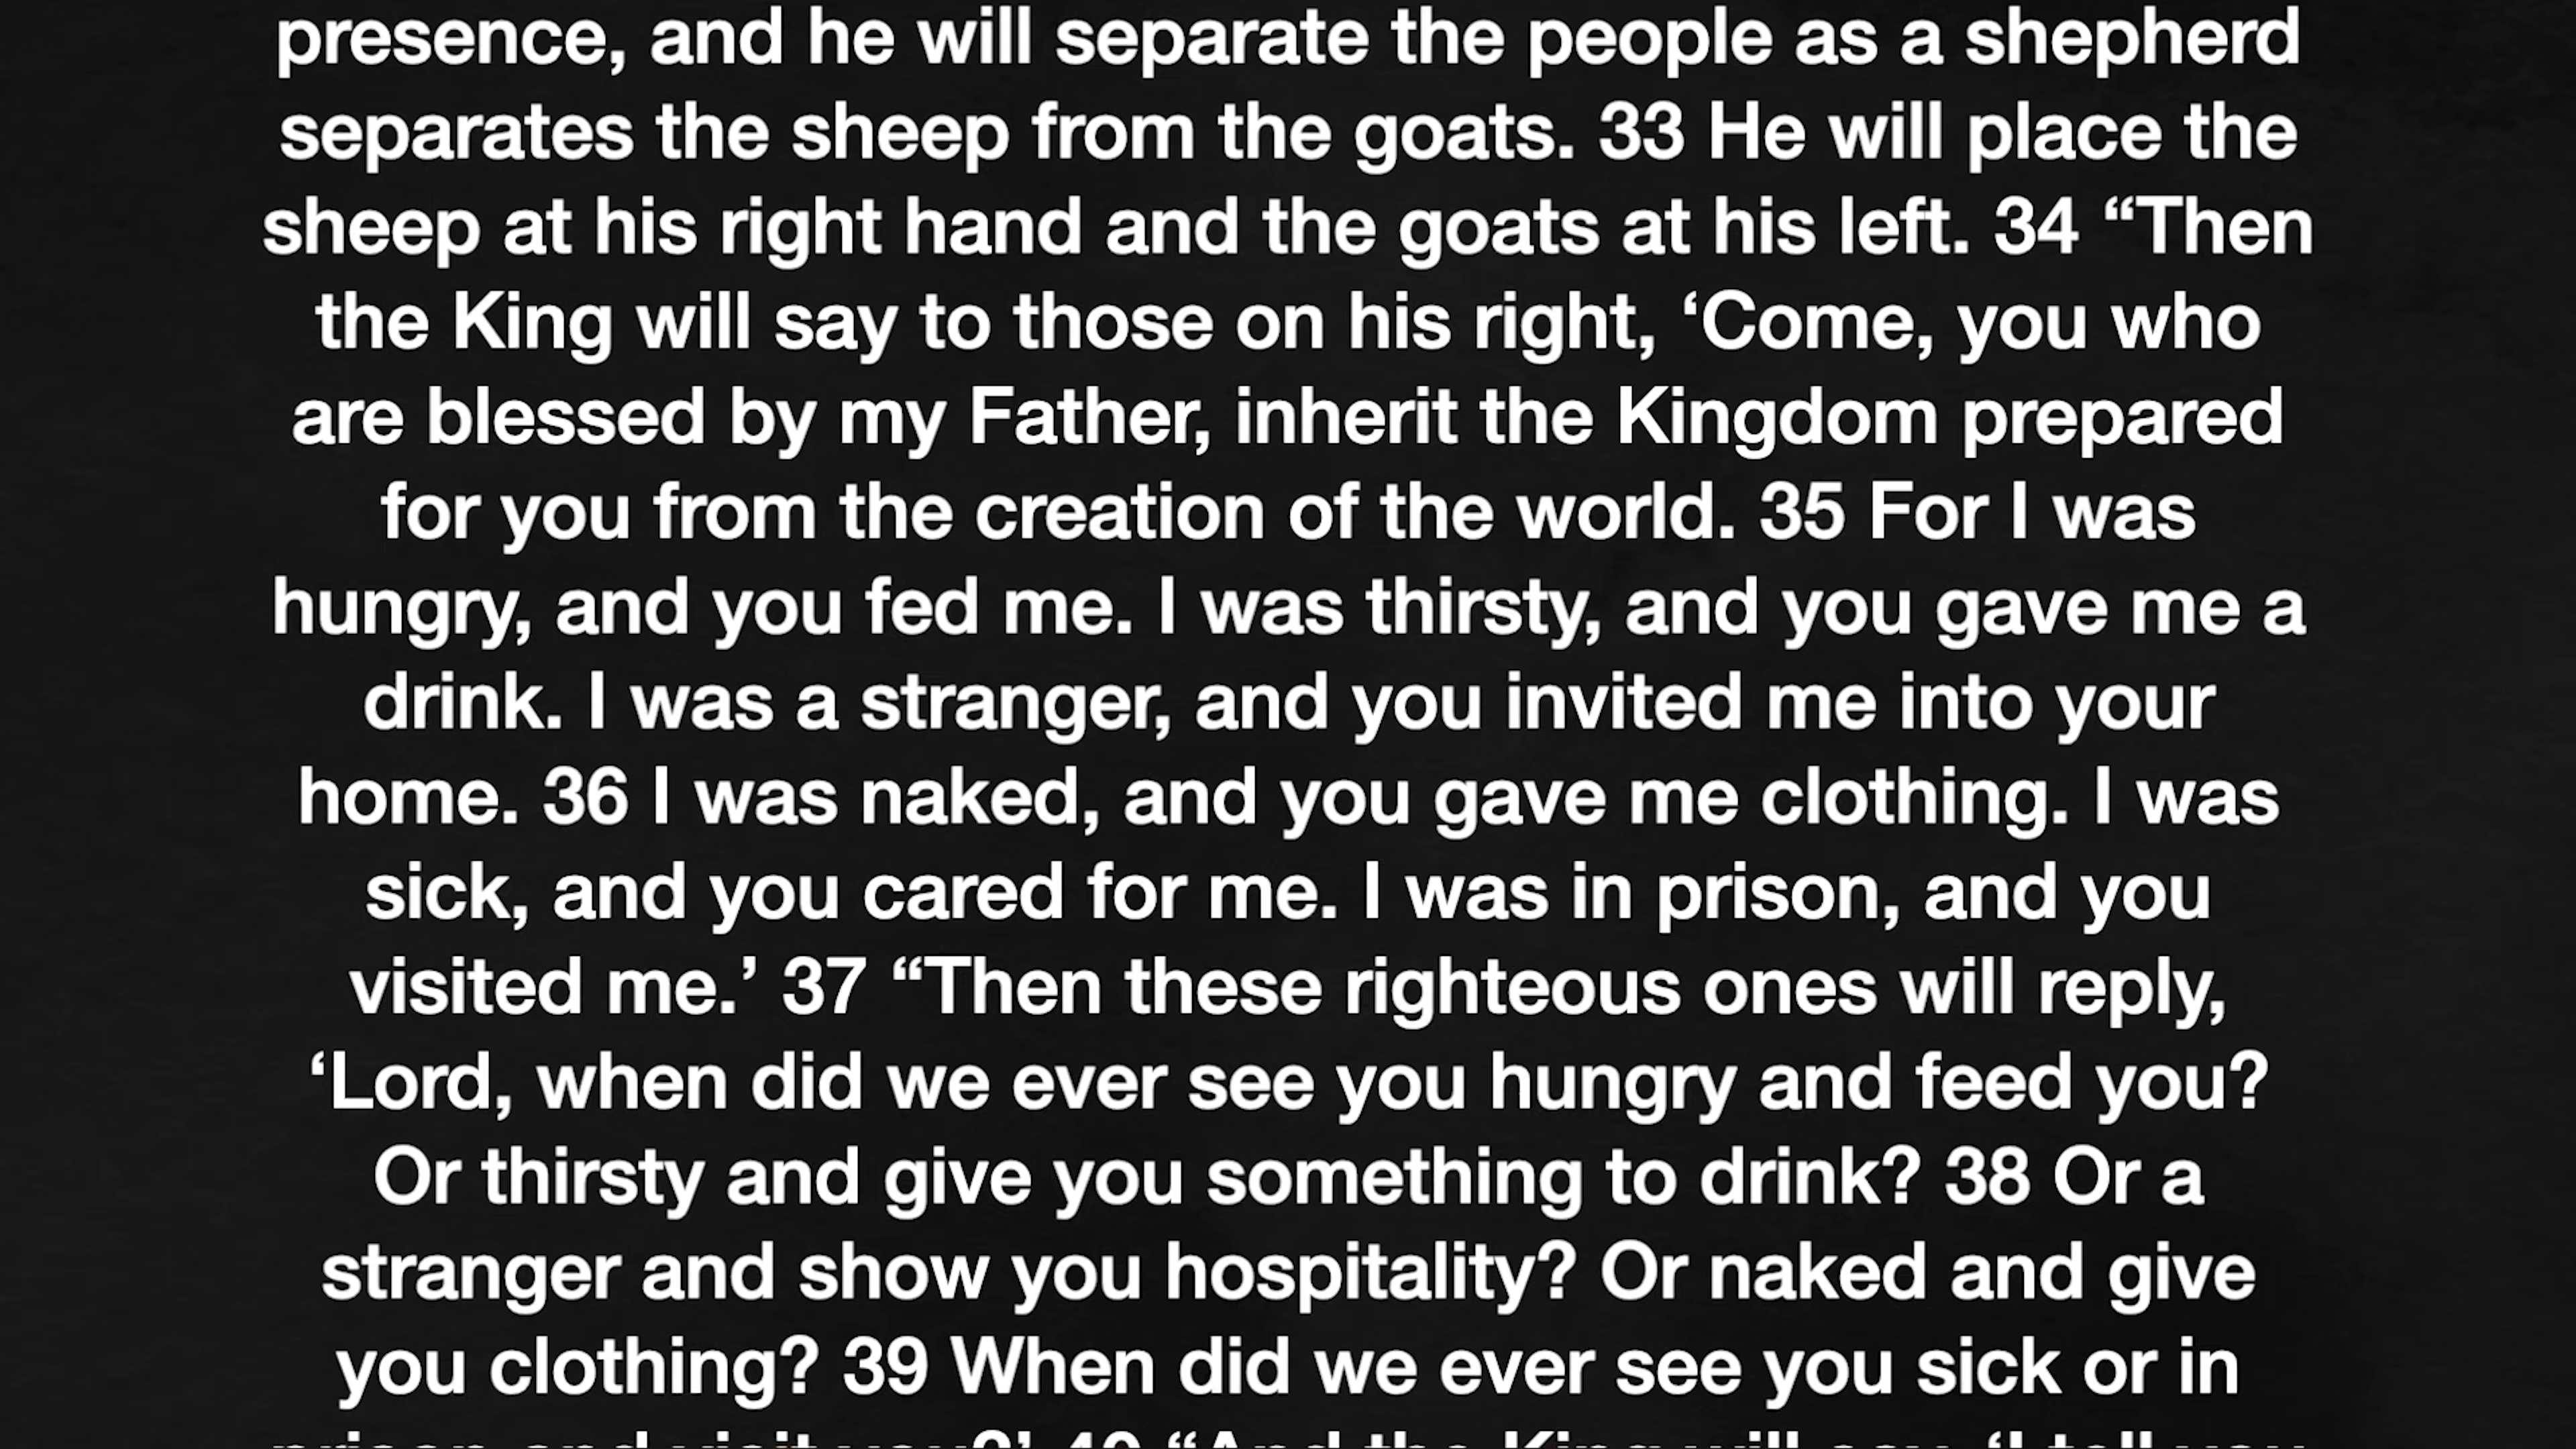 presence, and he will separate the people as a shepherd
separates the sheep from the goats. 33 He will place the
sheep at his right hand and the goats at his left. 34 “Then
the King will say to those on his right, ‘Come, you who
are blessed by my Father, inherit the Kingdom prepared
for you from the creation of the world. 35 For I was
hungry, and you fed me. I was thirsty, and you gave me a
drink. I was a stranger, and you invited me into your
home. 36 I was naked, and you gave me clothing. I was
sick, and you cared for me. I was in prison, and you
visited me.’ 37 “Then these righteous ones will reply,
‘Lord, when did we ever see you hungry and feed you?
Or thirsty and give you something to drink? 38 Or a
stranger and show you hospitality? Or naked and give
you clothing? 39 When did we ever see you sick or in